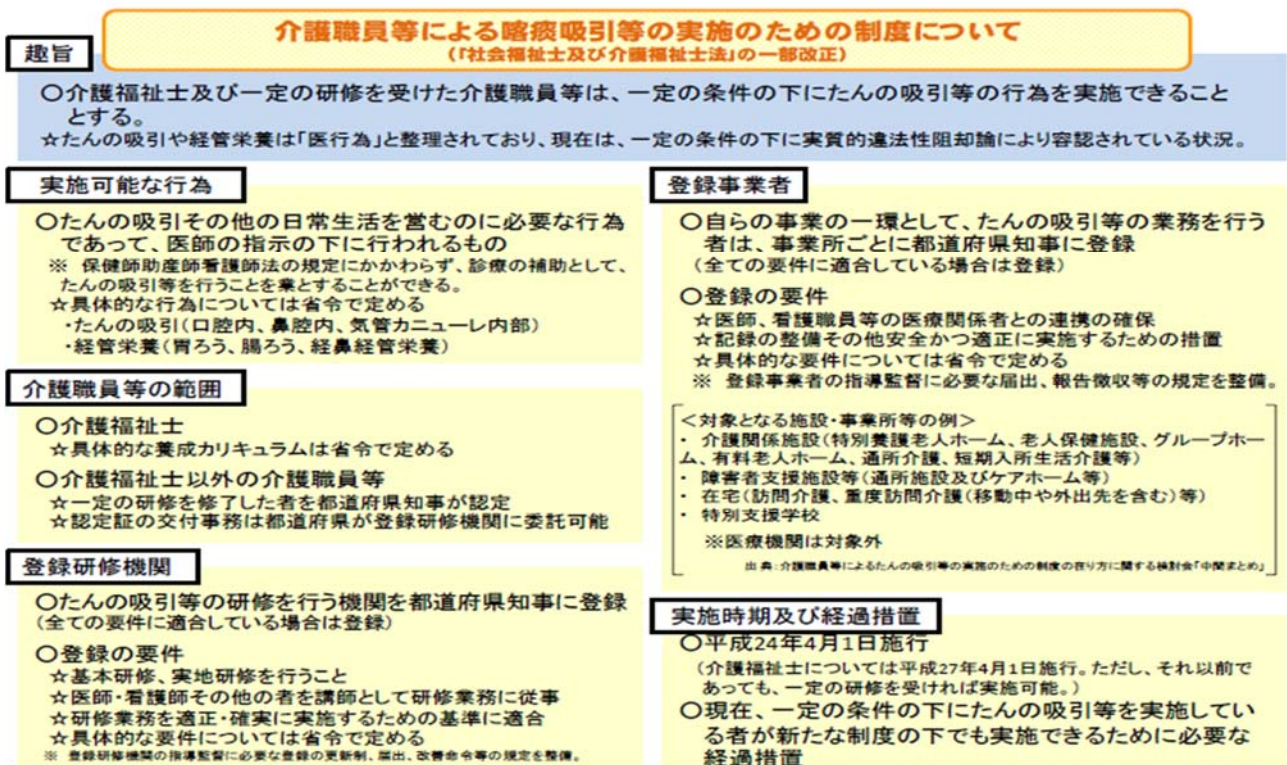 介護職員等による喀痰吸引等の実施のための制度について
(「社会福祉士及び介護福祉士法」の一部改正)
趣旨
○介護福祉士及び一定の研修を受けた介護職員等は、一定の条件の下にたんの吸引等の行為を実施できること
とする。
☆たんの吸引や経管栄養は「医行為」と整理されており、現在は、一定の条件の下に実質的違法性阻却論により容認されている状況。
実施可能な行為
○たんの吸引その他の日常生活を営むのに必要な行為
であって、医師の指示の下に行われるもの
※ 保健師助産師看護師法の規定にかかわらず、診療の補助として、
たんの吸引等を行うことを業とすることができる。
☆具体的な行為については省令で定める
・たんの吸引(口腔内、鼻腔内、気管カニューレ内部)
・経管栄養(胃ろう、腸ろう、経鼻経管栄養)
介護職員等の範囲
○介護福祉士
☆具体的な養成カリキュラムは省令で定める
○介護福祉士以外の介護職員等
☆一定の研修を修了した者を都道府県知事が認定
☆認定証の交付事務は都道府県が登録研修機関に委託可能
登録研修機関
○たんの吸引等の研修を行う機関を都道府県知事に登録
(全ての要件に適合している場合は登録)
○登録の要件
☆基本研修、実地研修を行うこと
☆医師・看護師その他の者を講師として研修業務に従事
☆研修業務を適正・確実に実施するための基準に適合
☆具体的な要件については省令で定める
※ 登録研修機関の指導監督に必要な登録の更新制、届出、改善命令等の規定を整備。
登録事業者
○自らの事業の一環として、たんの吸引等の業務を行う
者は、事業所ごとに都道府県知事に登録
(全ての要件に適合している場合は登録)
○登録の要件
☆医師、看護職員等の医療関係者との連携の確保
☆記録の整備その他安全かつ適正に実施するための措置
☆具体的な要件については省令で定める
※ 登録事業者の指導監督に必要な届出、報告徴収等の規定を整備。
<対象となる施設・事業所等の例>
・ 介護関係施設(特別養護老人ホーム、老人保健施設、グループホー
ム、有料老人ホーム、通所介護、短期入所生活介護等)
・ 障害者支援施設等(通所施設及びケアホーム等)
・ 在宅(訪問介護、重度訪問介護(移動中や外出先を含む)等)
・ 特別支援学校
※医療機関は対象外
出典:介護職員等によるたんの吸引等の実施のための制度の在り方に関する検討会「中間まとめ」
実施時期及び経過措置
○平成24年4月1日施行
(介護福祉士については平成27年4月1日施行。ただし、それ以前で
あっても、一定の研修を受ければ実施可能。)
○現在、一定の条件の下にたんの吸引等を実施してい
る者が新たな制度の下でも実施できるために必要な
経過措置